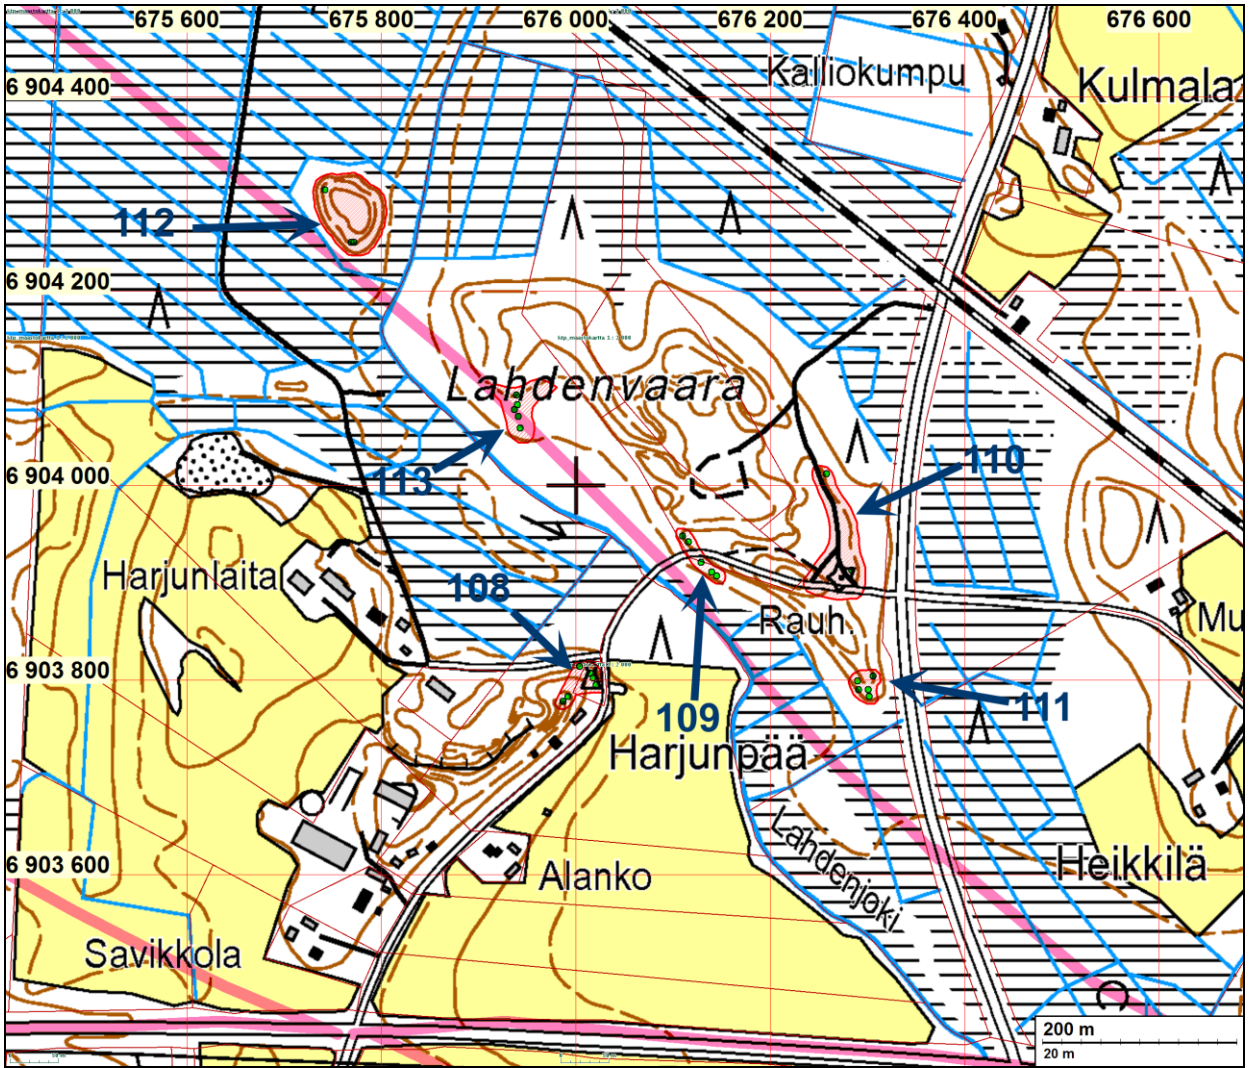 675 600
675 800
676 000
676 200
676 400
676 600
Kalliokumpu
Kulmala
6 904 400
112
6 904 200
Lahdenvaara
110
113
6 904 000
Harjunlaita
108
Rauh.
Mu
6 903 800
109
111
Harjunpää
Lahdenjoki
6 903 600
Alanko
Heikkilä
Savikkola
200 m
20 m